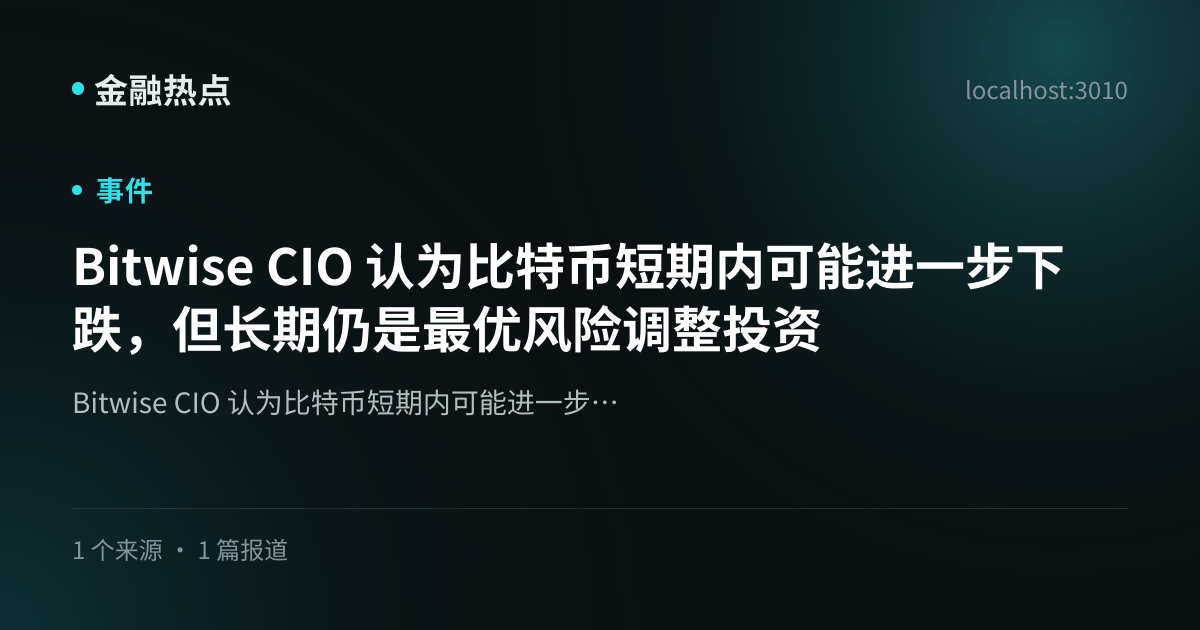 金融热点
localhost:3010
事件
Bitwise CIO 认为比特币短期内可能进一步下
跌，但长期仍是最优风险调整投资
Bitwise CIO 认为比特币短期内可能进一步…
1 个来源 · 1 篇报道